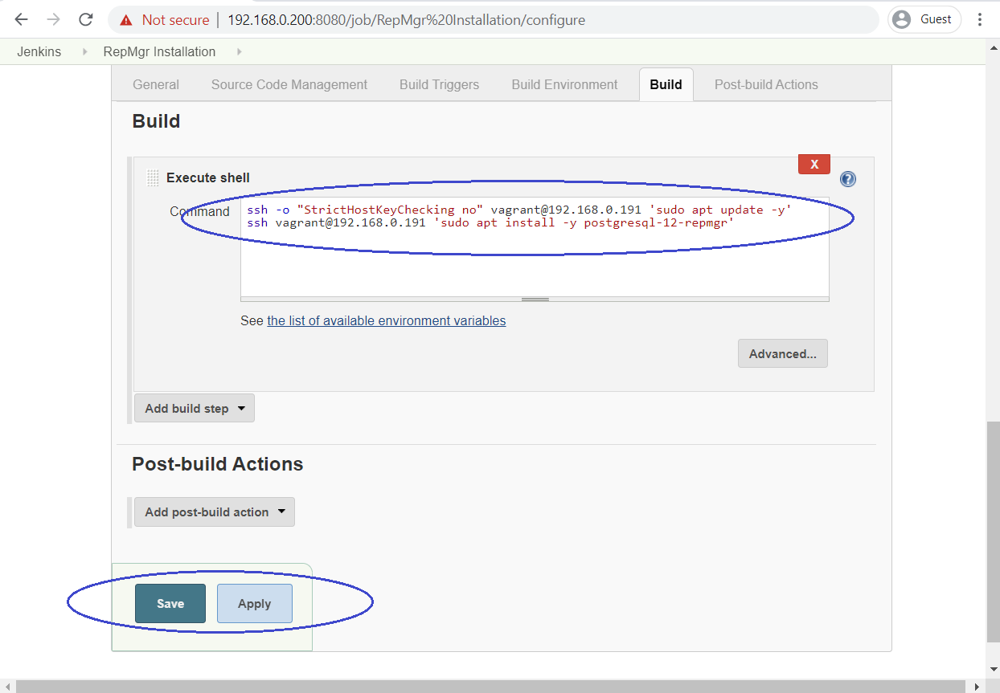 Not secure | 192.168.0.200:8080/job/RepMgr%20Installation/configure Guest
Jenkins RepMgr Installation
General Source Code Management Build Triggers Build Environment Build Post-build Actions
Build
X
Execute shell ?
Command ssh -o "StrictHostKeyChecking no" vagrant@192.168.0.191 'sudo apt update -y'
ssh vagrant@192.168.0.191 'sudo apt install -y postgresql-12-repmgr'
See the list of available environment variables
Advanced...
Add build step
Post-build Actions
Add post-build action
Save Apply